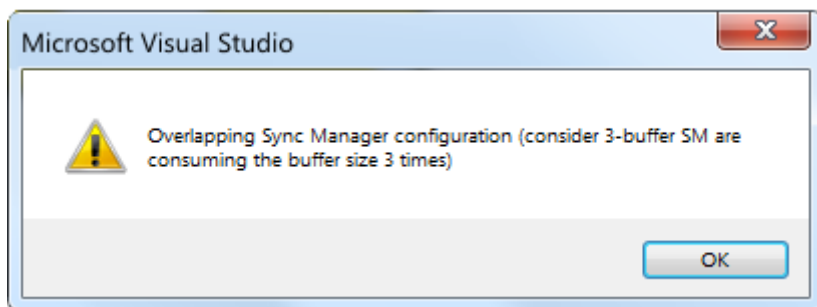 Microsoft Visual Studio
Overlapping Sync Manager configuration (consider 3-buffer SM are
consuming the buffer size 3 times)
OK